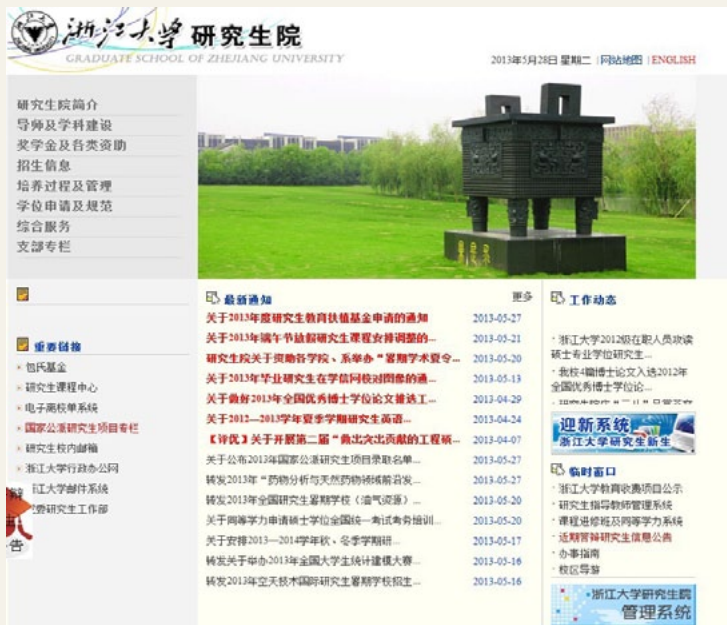 浙江大学 研究生院
GRADUATE SCHOOL OF ZHEJIANG UNIVERSITY
2013年5月28日 星期二 | 网站地图 | ENGLISH
研究生院简介
导师及学科建设
奖学金及各类资助
招生信息
培养过程及管理
学位申请及规范
综合服务
支部专栏
重要链接
包氏基金
研究生课程中心
电子离校单系统
国家公派研究生项目专栏
研究生校内邮箱
浙江大学行政办公网
江大学邮件系统
党委研究生工作部
告
最新通知 更多
关于2013年度研究生教育扶植基金申请的通知 2013-05-27
关于2013年端午节放假研究生课程安排调整的... 2013-05-21
研究生院关于资助各学院、系举办“暑期学术夏令... 2013-05-20
关于2013年毕业研究生在学信网校对图像的通... 2013-05-13
关于做好2013年全国优秀博士学位论文推选工... 2013-04-29
关于2012—2013学年夏季学期研究生英语... 2013-04-24
【评优】关于开展第二届“做出突出贡献的工程硕... 2013-04-07
关于公布2013年国家公派研究生项目录取名单... 2013-05-27
转发2013年“药物分析与天然药物领域前沿发... 2013-05-27
转发2013年全国研究生暑期学校（油气资源）... 2013-05-20
关于同等学力申请硕士学位全国统一考试考务培训... 2013-05-20
关于安排2013—2014学年秋、冬季学期研... 2013-05-17
转发关于举办2013年全国大学生统计建模大赛... 2013-05-16
转发2013年空天技术国际研究生暑期学校招生... 2013-05-16
工作动态
· 浙江大学2012级在职人员攻读
硕士专业学位研究生...
· 我校4篇博士论文入选2012年
全国优秀博士学位论...
迎新系统
浙江大学研究生新生
临时窗口
· 浙江大学教育收费项目公示
· 研究生指导教师管理系统
· 课程进修班及同等学力系统
· 近期答辩研究生信息公告
· 办事指南
· 校区导游
·浙江大学研究生院
管理系统